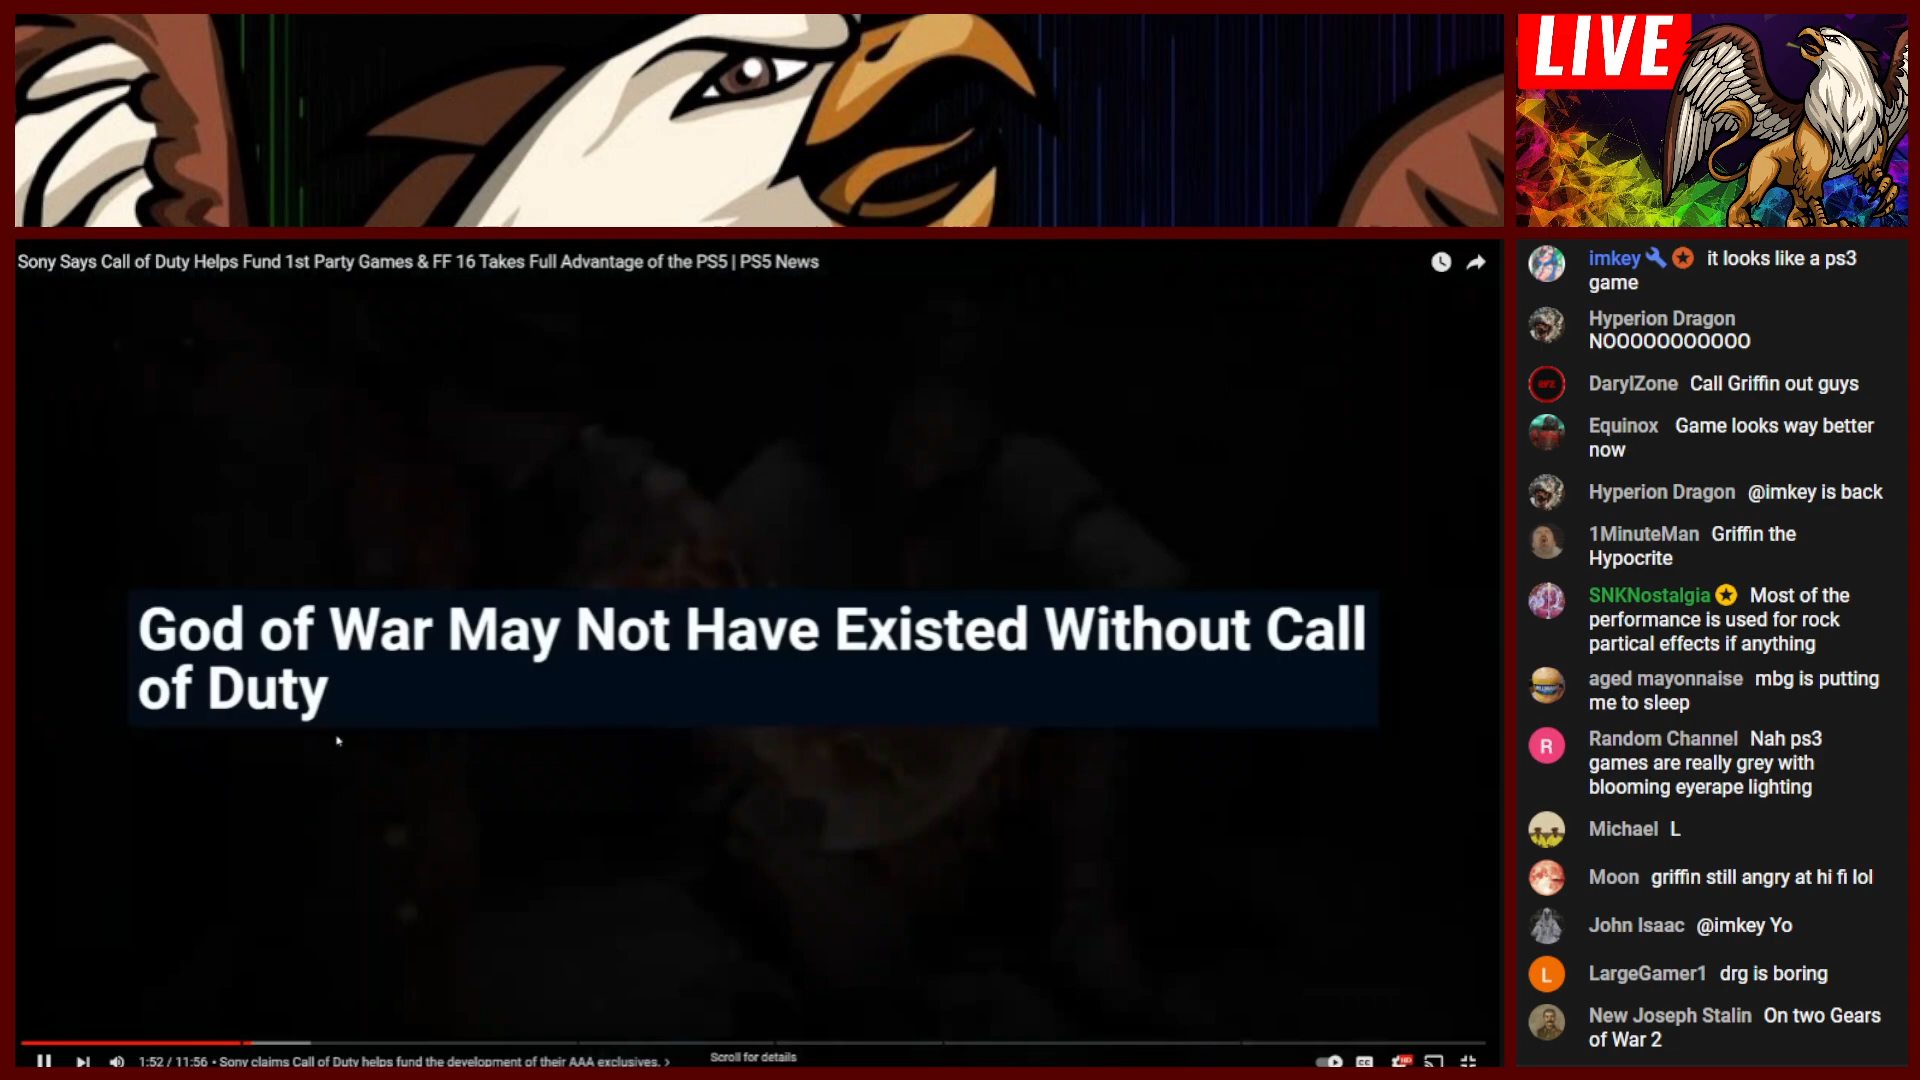 LIVE
Sony Says Call of Duty Helps Fund 1st Party Games & FF 16 Takes Full Advantage of the PS5 | PS5 News
God of War May Not Have Existed Without Call
of Duty
1:52 / 11:56 • Sony claims Call of Duty helps fund the development of their AAA exclusives. >
Scroll for details
CC
HD
imkey it looks like a ps3
game
Hyperion Dragon
NOOOOOOOOOOO
DarylZone Call Griffin out guys
Equinox Game looks way better
now
Hyperion Dragon @imkey is back
1MinuteMan Griffin the
Hypocrite
SNKNostalgia Most of the
performance is used for rock
partical effects if anything
aged mayonnaise mbg is putting
me to sleep
R
Random Channel Nah ps3
games are really grey with
blooming eyerape lighting
Michael L
Moon griffin still angry at hi fi lol
John Isaac @imkey Yo
L
LargeGamer1 drg is boring
New Joseph Stalin On two Gears
of War 2